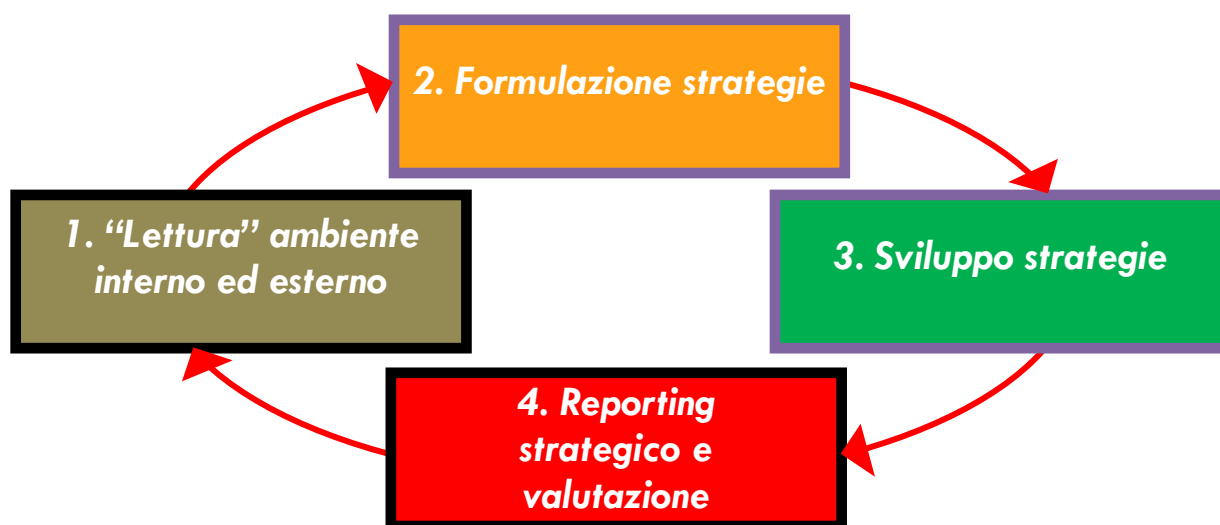 2. Formulazione strategie
1. “Lettura” ambiente
interno ed esterno
3. Sviluppo strategie
4. Reporting
strategico e
valutazione